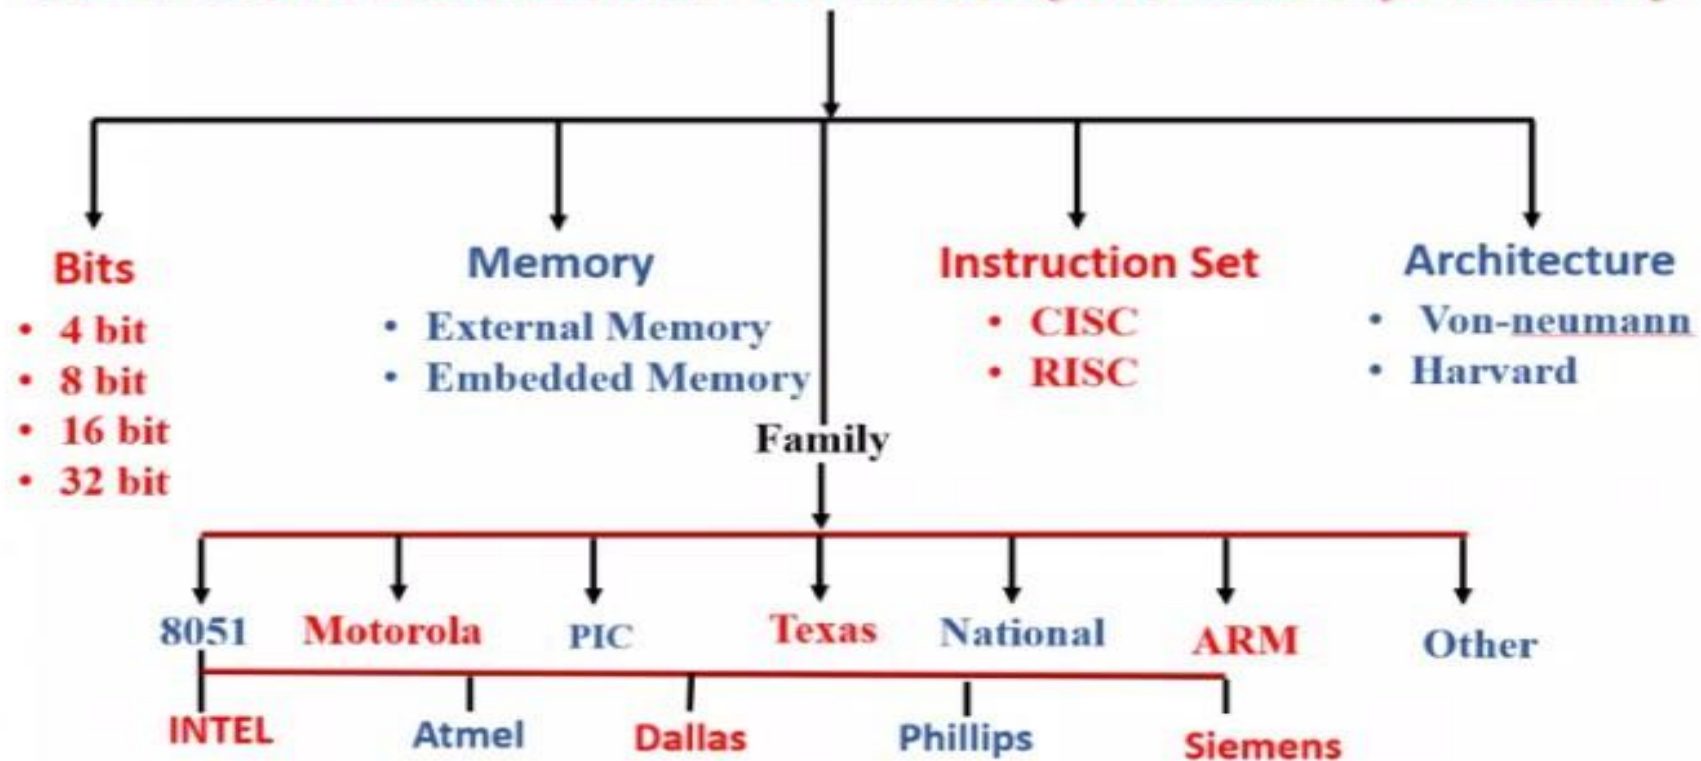 Bits
• 4 bit
• 8 bit
• 16 bit
• 32 bit
Memory
• External Memory
• Embedded Memory
Instruction Set
• CISC
• RISC
Architecture
• Von-neumann
• Harvard
Family
8051 Motorola PIC Texas National ARM Other
INTEL Atmel Dallas Phillips Siemens